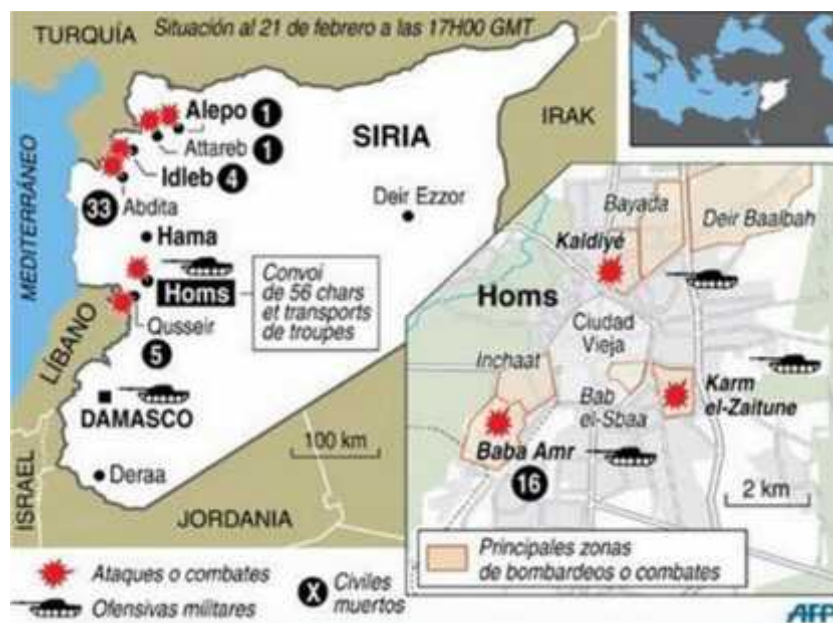 TURQUÍA
Situación al 21 de febrero a las 17H00 GMT
MEDITERRÁNEO
Alepo 1
Attareb 1
Idleb 4
33 Abdita
SIRIA
IRAK
Deir Ezzor
Hama
Homs
Convoi
de 56 chars
et transports
de troupes
Qusseir
5
LÍBANO
DAMASCO
Deraa
ISRAEL
JORDANIA
100 km
Homs
Bayada
Deir Baalbah
Kaldiyé
Ciudad
Vieja
Inchaat
Bab
el-Sbaa
Karm
el-Zaitune
Baba Amr
16
2 km
Principales zonas
de bombardeos o combates
Ataques o combates
Ofensivas militares
X Civiles
muertos
AFP